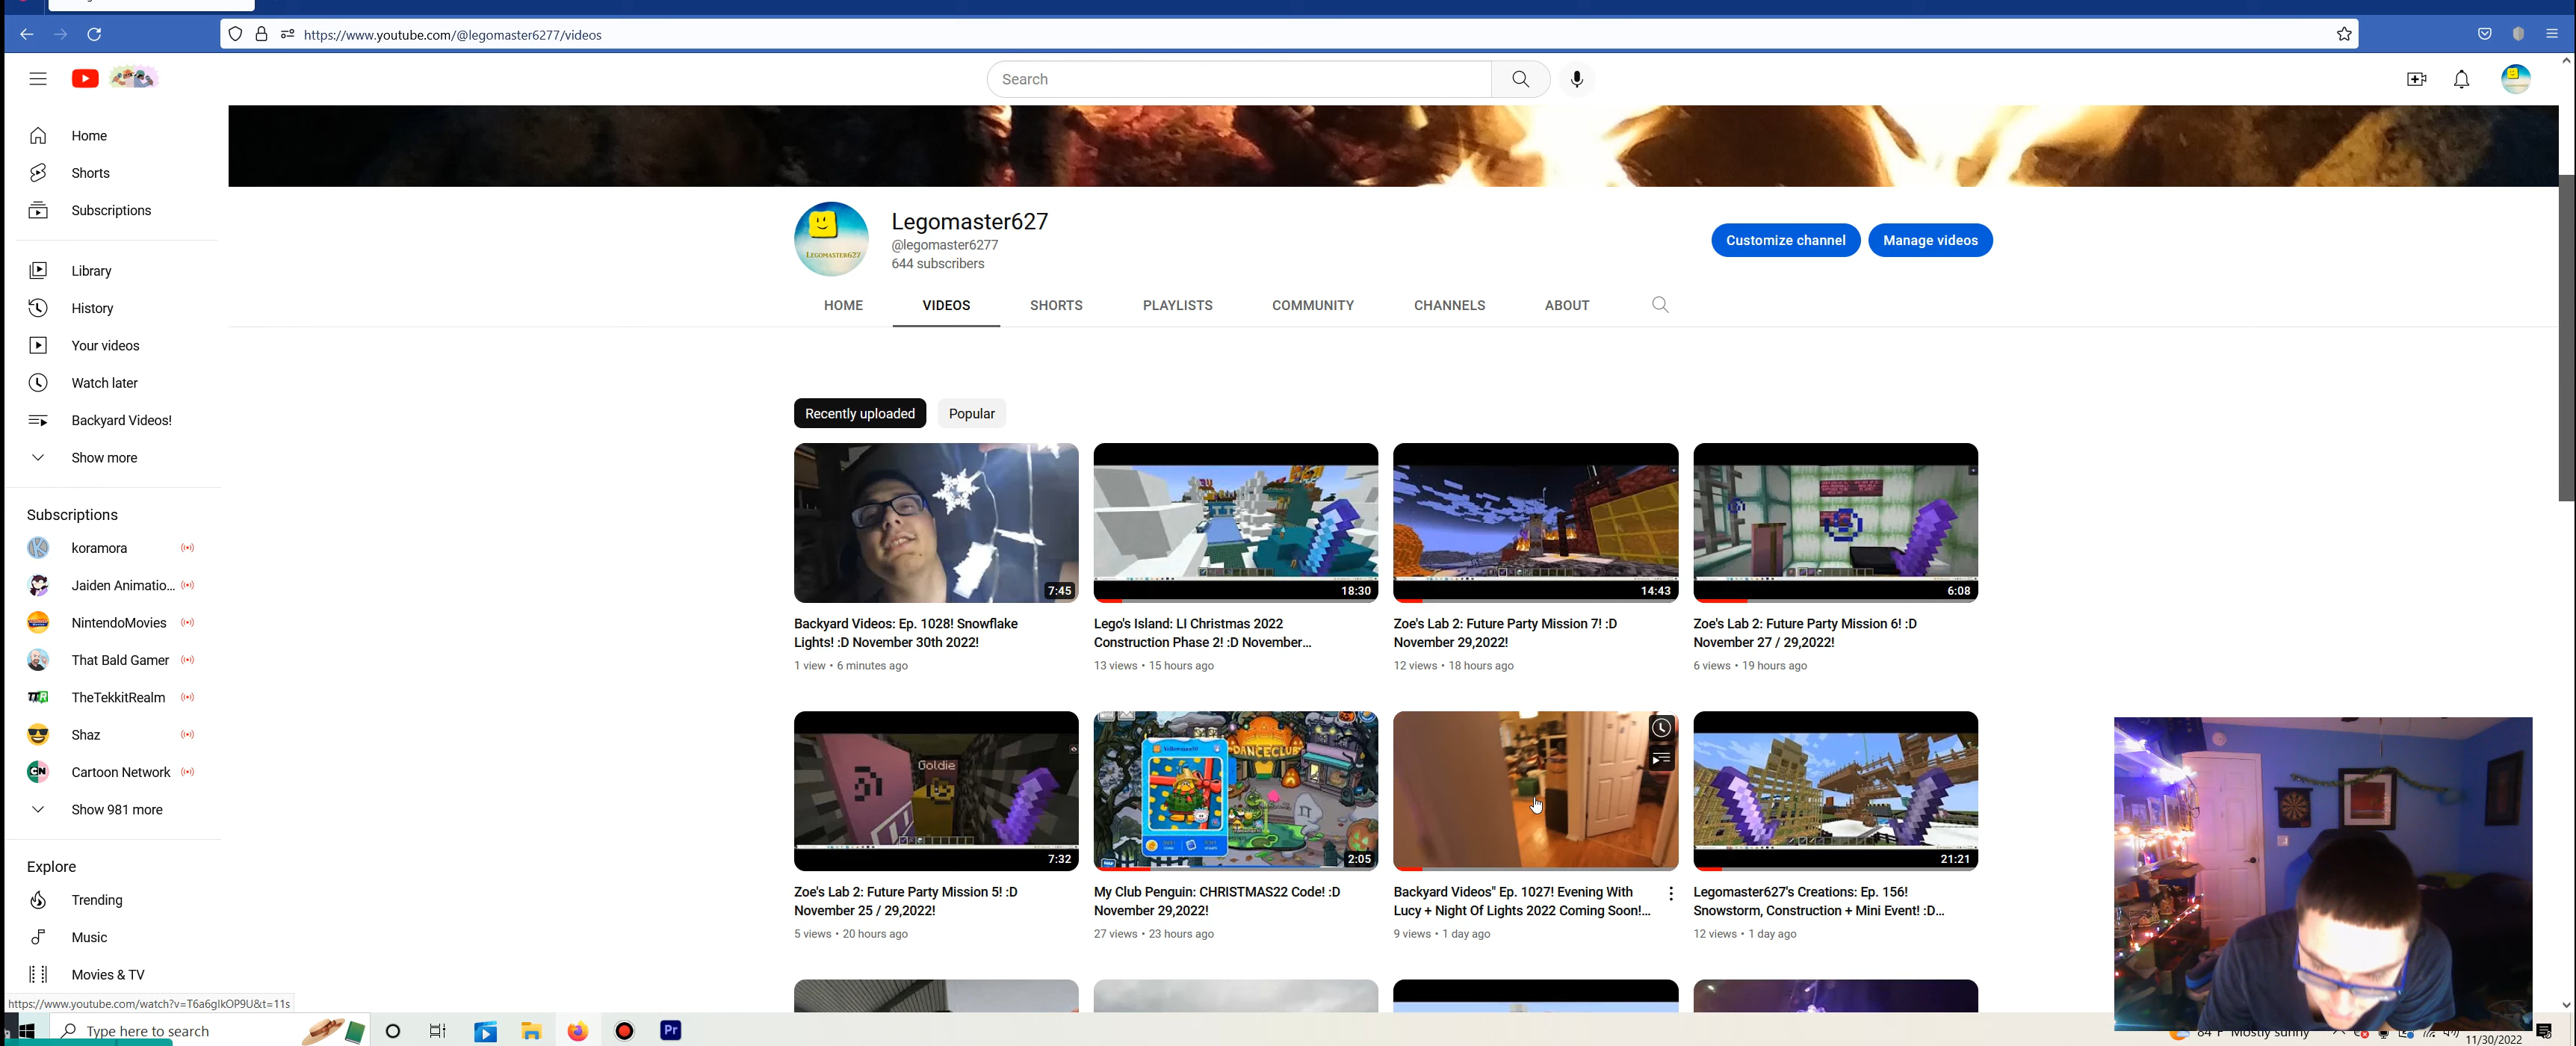 https://www.youtube.com/@legomaster6277/videos
Search
Home
Shorts
Subscriptions
Library
History
Your videos
Watch later
Backyard Videos!
Show more
Subscriptions
koramora
Jaiden Animatio...
NintendoMovies
That Bald Gamer
TheTekkitRealm
Shaz
Cartoon Network
Show 981 more
Explore
Trending
Music
Movies & TV
https://www.youtube.com/watch?v=T6a6glkOP9U&t=11s
LEGOMASTER627
Legomaster627
@legomaster6277
644 subscribers
Customize channel
Manage videos
HOME
VIDEOS
SHORTS
PLAYLISTS
COMMUNITY
CHANNELS
ABOUT
Recently uploaded
Popular
7:45
18:30
14:43
6:08
Backyard Videos: Ep. 1028! Snowflake
Lights! :D November 30th 2022!
1 view • 6 minutes ago
Lego's Island: LI Christmas 2022
Construction Phase 2! :D November...
13 views • 15 hours ago
Zoe's Lab 2: Future Party Mission 7! :D
November 29,2022!
12 views • 18 hours ago
Zoe's Lab 2: Future Party Mission 6! :D
November 27 / 29,2022!
6 views • 19 hours ago
Goldie
7:32
DANCE CLUB
2:05
21:21
Zoe's Lab 2: Future Party Mission 5! :D
November 25 / 29,2022!
5 views • 20 hours ago
My Club Penguin: CHRISTMAS22 Code! :D
November 29,2022!
27 views • 23 hours ago
Backyard Videos" Ep. 1027! Evening With
Lucy + Night Of Lights 2022 Coming Soon!...
9 views • 1 day ago
Legomaster627's Creations: Ep. 156!
Snowstorm, Construction + Mini Event! :D...
12 views • 1 day ago
Type here to search
Pr
84°F Mostly sunny
11/30/2022